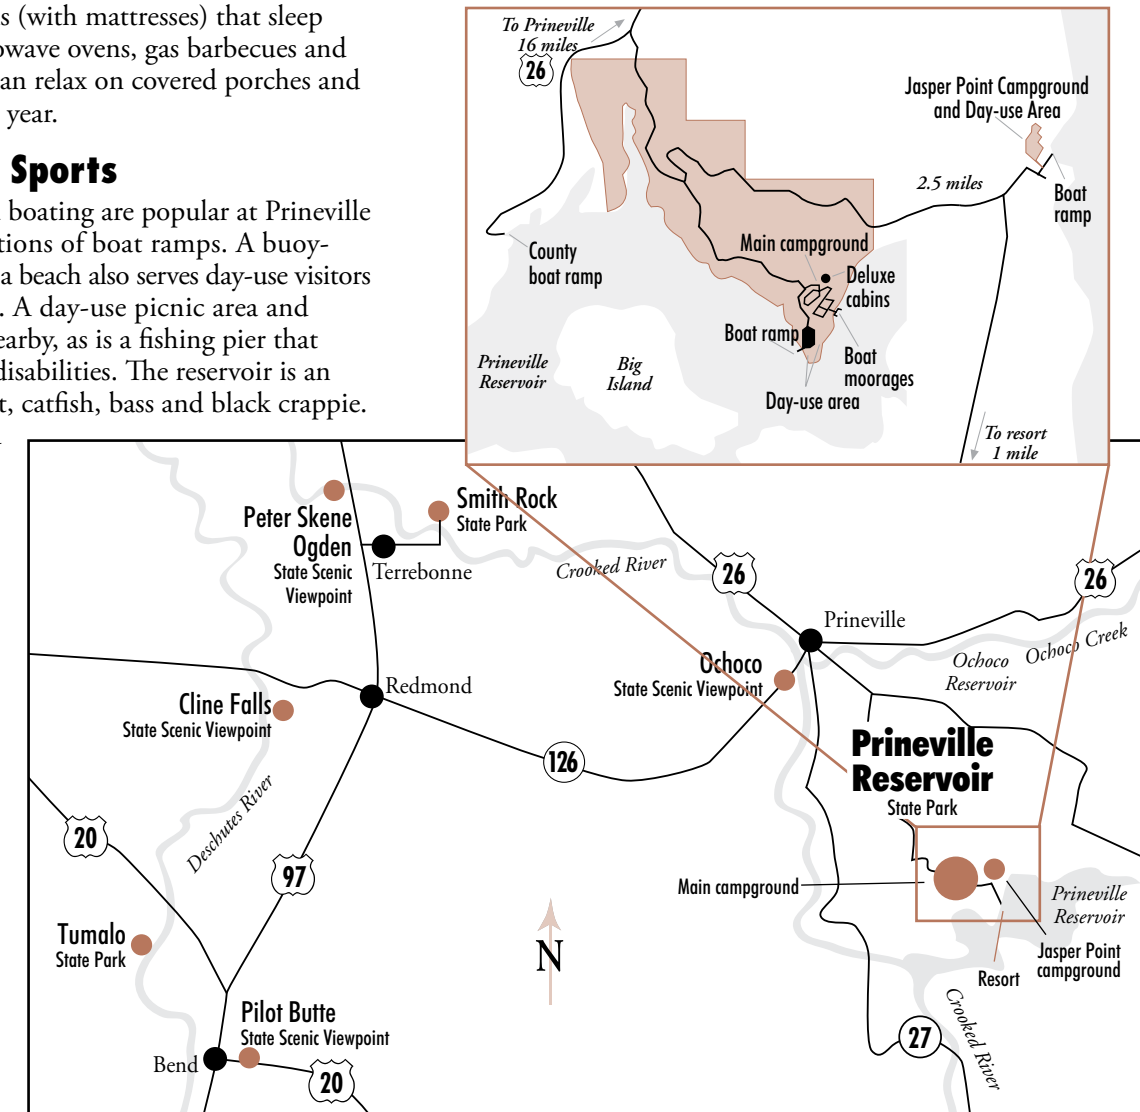 s (with mattresses) that sleep
owave ovens, gas barbecues and
an relax on covered porches and
year.
Sports
boating are popular at Prineville
tions of boat ramps. A buoy-
a beach also serves day-use visitors
. A day-use picnic area and
earby, as is a fishing pier that
disabilities. The reservoir is an
t, catfish, bass and black crappie.
To Prineville
16 miles
26
Jasper Point Campground
and Day-use Area
2.5 miles
Boat
ramp
County
boat ramp
Main campground
Deluxe
cabins
Boat ramp
Boat
moorages
Day-use area
Prineville
Reservoir
Big
Island
To resort
1 mile
Peter Skene
Ogden
State Scenic
Viewpoint
Smith Rock
State Park
Terrebonne
Crooked River
26
26
Prineville
Ochoco
State Scenic Viewpoint
Ochoco
Reservoir
Ochoco Creek
Redmond
Cline Falls
State Scenic Viewpoint
126
Prineville
Reservoir
State Park
Deschutes River
20
97
Main campground
Prineville
Reservoir
Tumalo
State Park
N
Jasper Point
campground
Resort
Pilot Butte
State Scenic Viewpoint
Crooked River
Bend
20
27